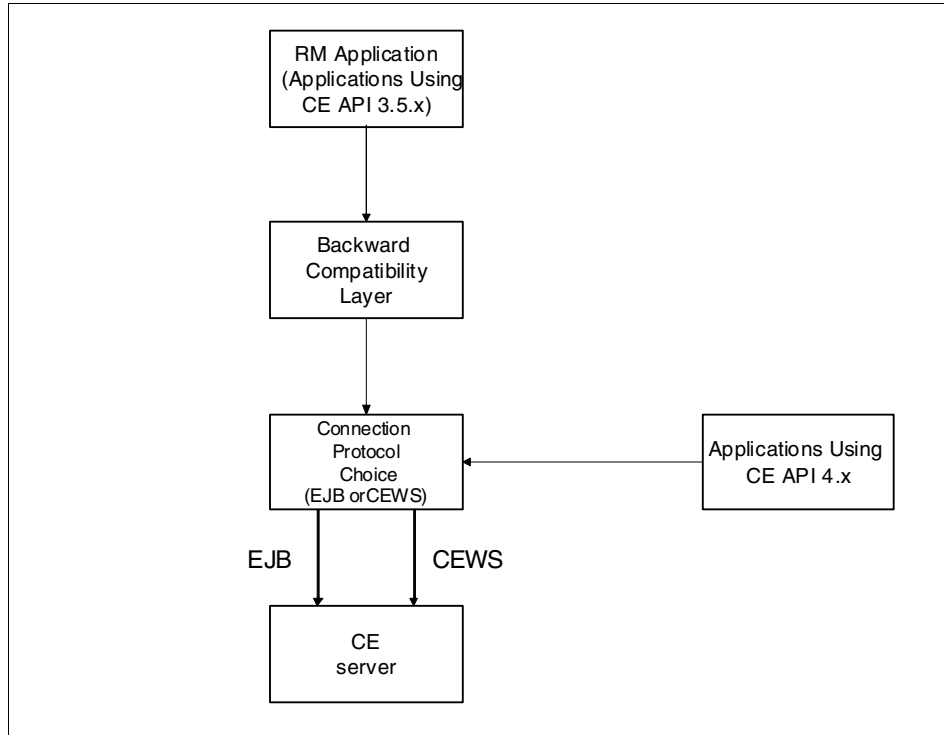 RM Application
(Applications Using
CE API 3.5.x)
Backward
Compatibility
Layer
Connection
Protocol
Choice
(EJB orCEWS)
Applications Using
CE API 4.x
EJB
CEWS
CE
server